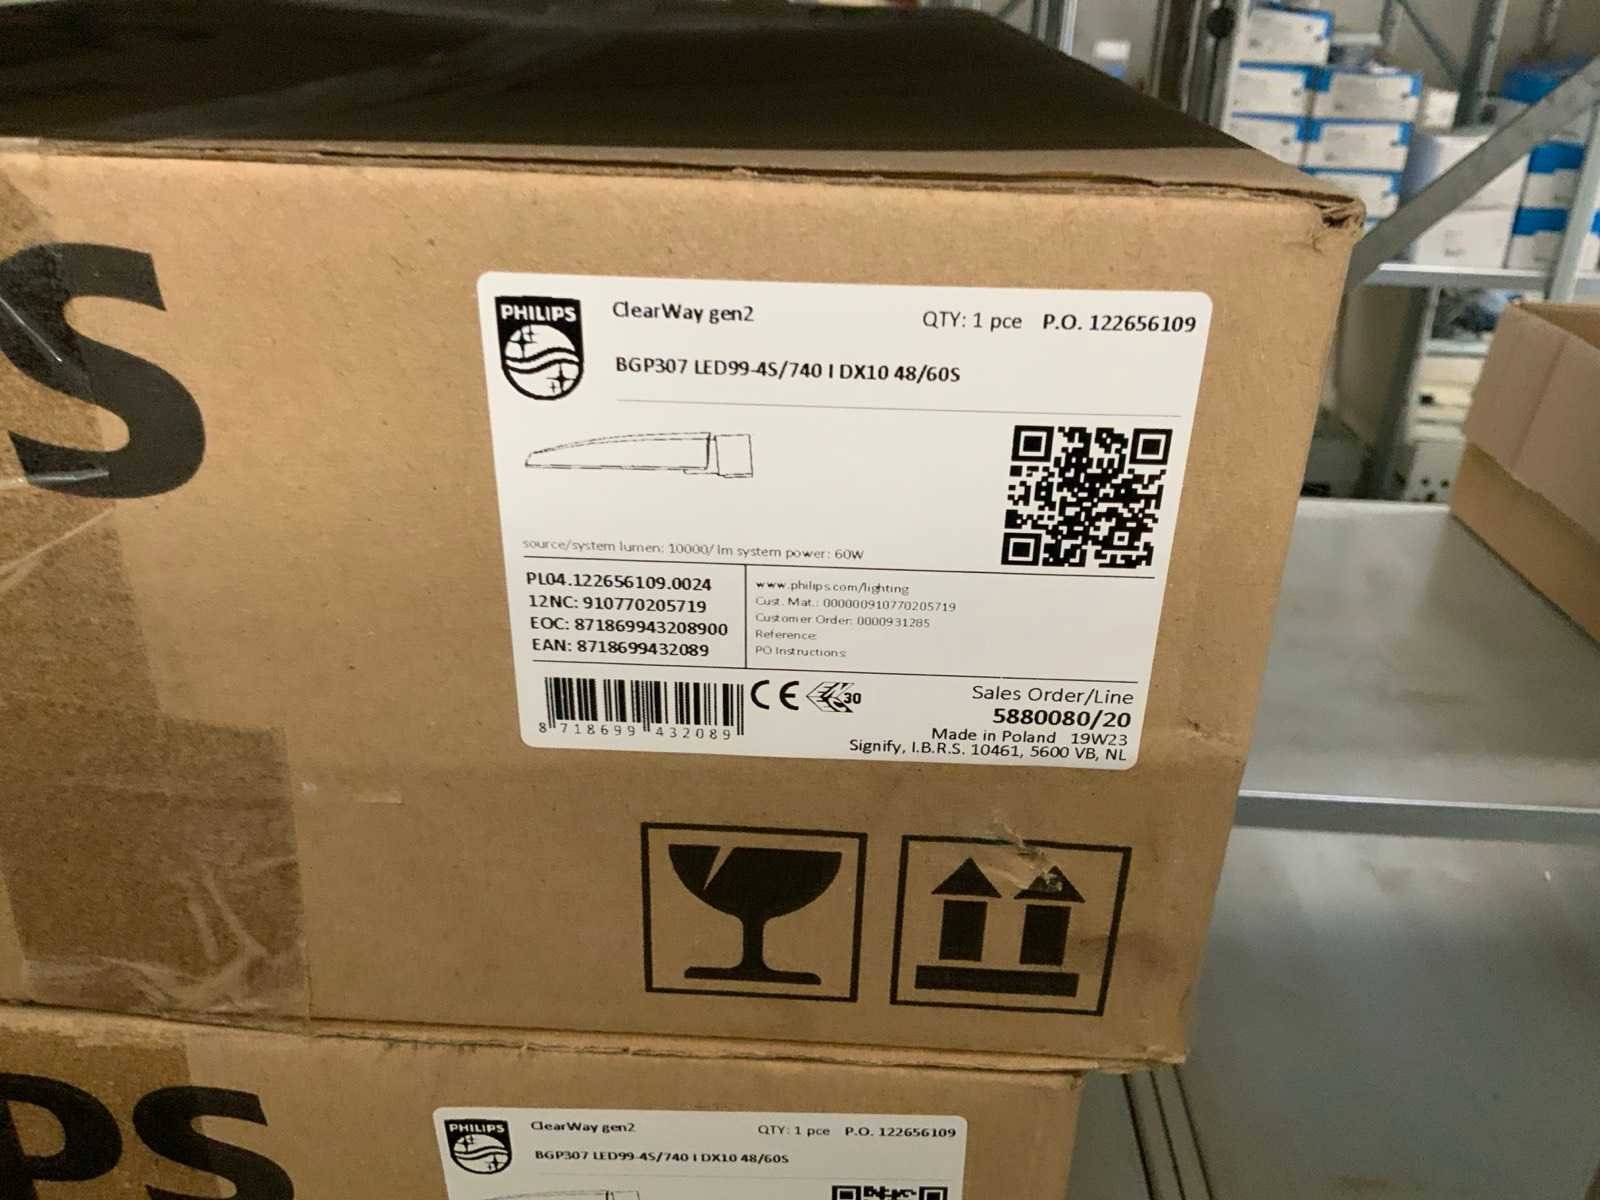 S
PHILIPS
ClearWay gen2
QTY: 1 pce P.O. 122656109
BGP307 LED99-4S/740 I DX10 48/60S
source/system lumen: 10000/ lm system power: 60W
PL04.122656109.0024
12NC: 910770205719
EOC: 871869943208900
EAN: 8718699432089
www.philips.com/lighting
Cust. Mat.: 000000910770205719
Customer Order: 0000931285
Reference:
PO Instructions:
8 718699 432089
CE
30
Sales Order/Line
5880080/20
Made in Poland 19W23
Signify, I.B.R.S. 10461, 5600 VB, NL
PS
PHILIPS
ClearWay gen2
QTY: 1 pce P.O. 122656109
BGP307 LED99-4S/740 I DX10 48/60S